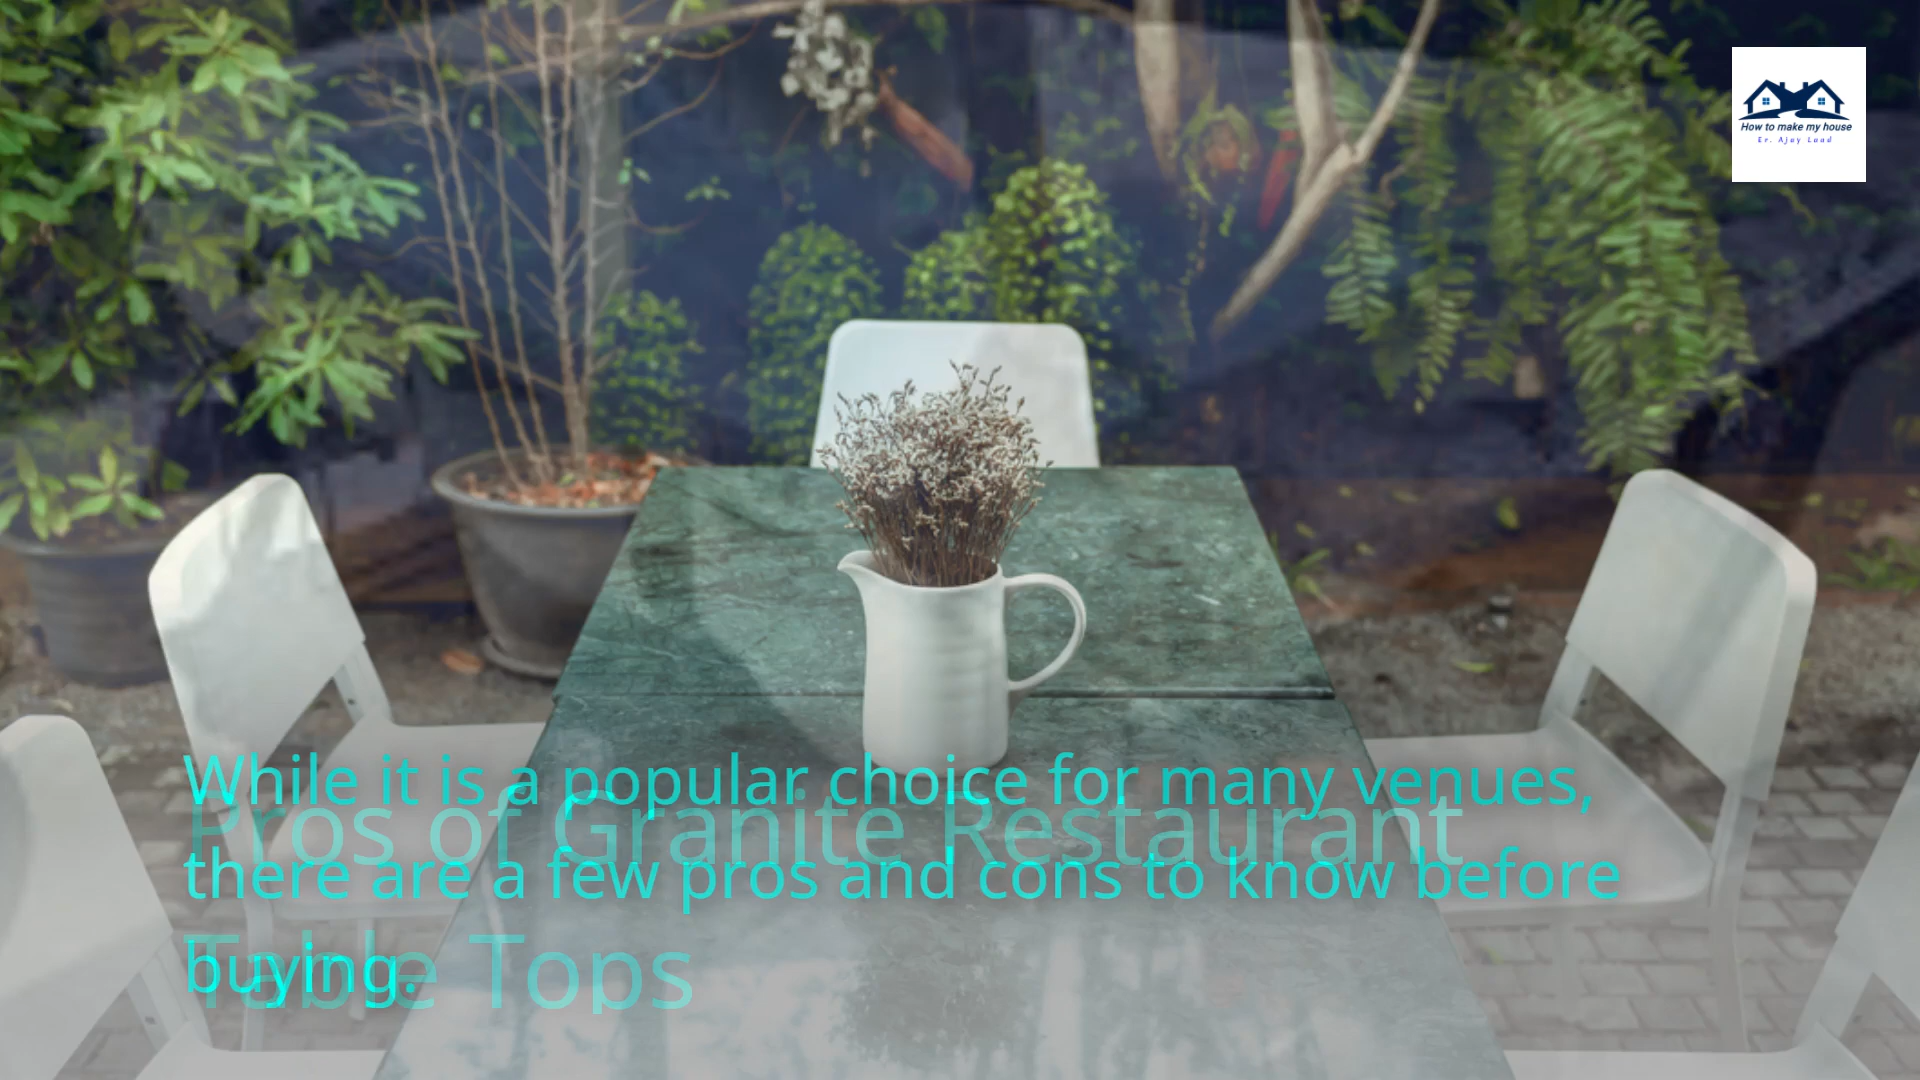 How to make my house
Er. Ajay Laad
While it is a popular choice for many venues,
there are a few pros and cons to know before
buying.
Pros of Granite Restaurant
Table Tops